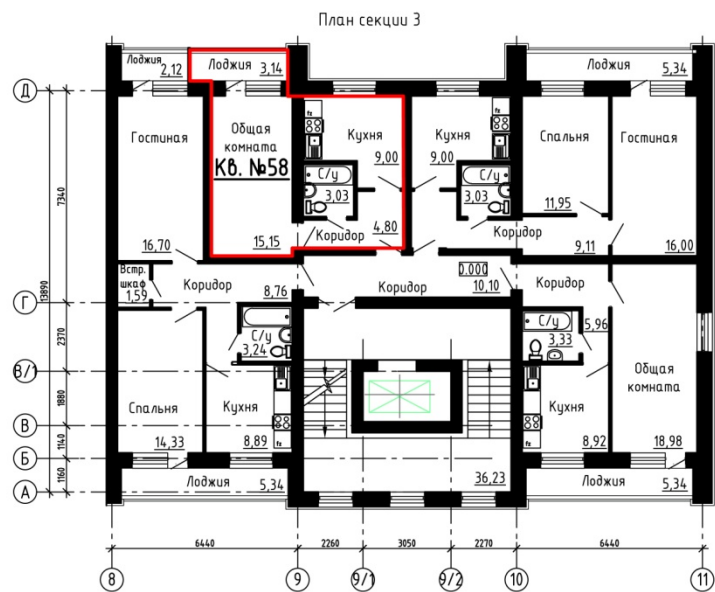 План секции 3
Лоджия
2,12
Лоджия
3,14
Лоджия
5,34
Д
Гостиная
16,70
Общая
комната
Кв. №58
15,15
Кухня
9,00
С/у
3,03
Коридор
4,80
Кухня
9,00
С/у
3,03
Спальня
11,95
Гостиная
16,00
Коридор
9,11
7340
13890
Встр.
шкаф
1,59
Коридор
8,76
Коридор
0.000
10,10
Коридор
5,96
Г
С/у
3,24
С/у
3,33
2370
В/1
Общая
комната
18,98
1880
Спальня
14,33
Кухня
8,89
Кухня
8,92
В
1140
Б
1160
А
Лоджия
5,34
36,23
Лоджия
5,34
6440
2260
3050
2270
6440
8
9
9/1
9/2
10
11